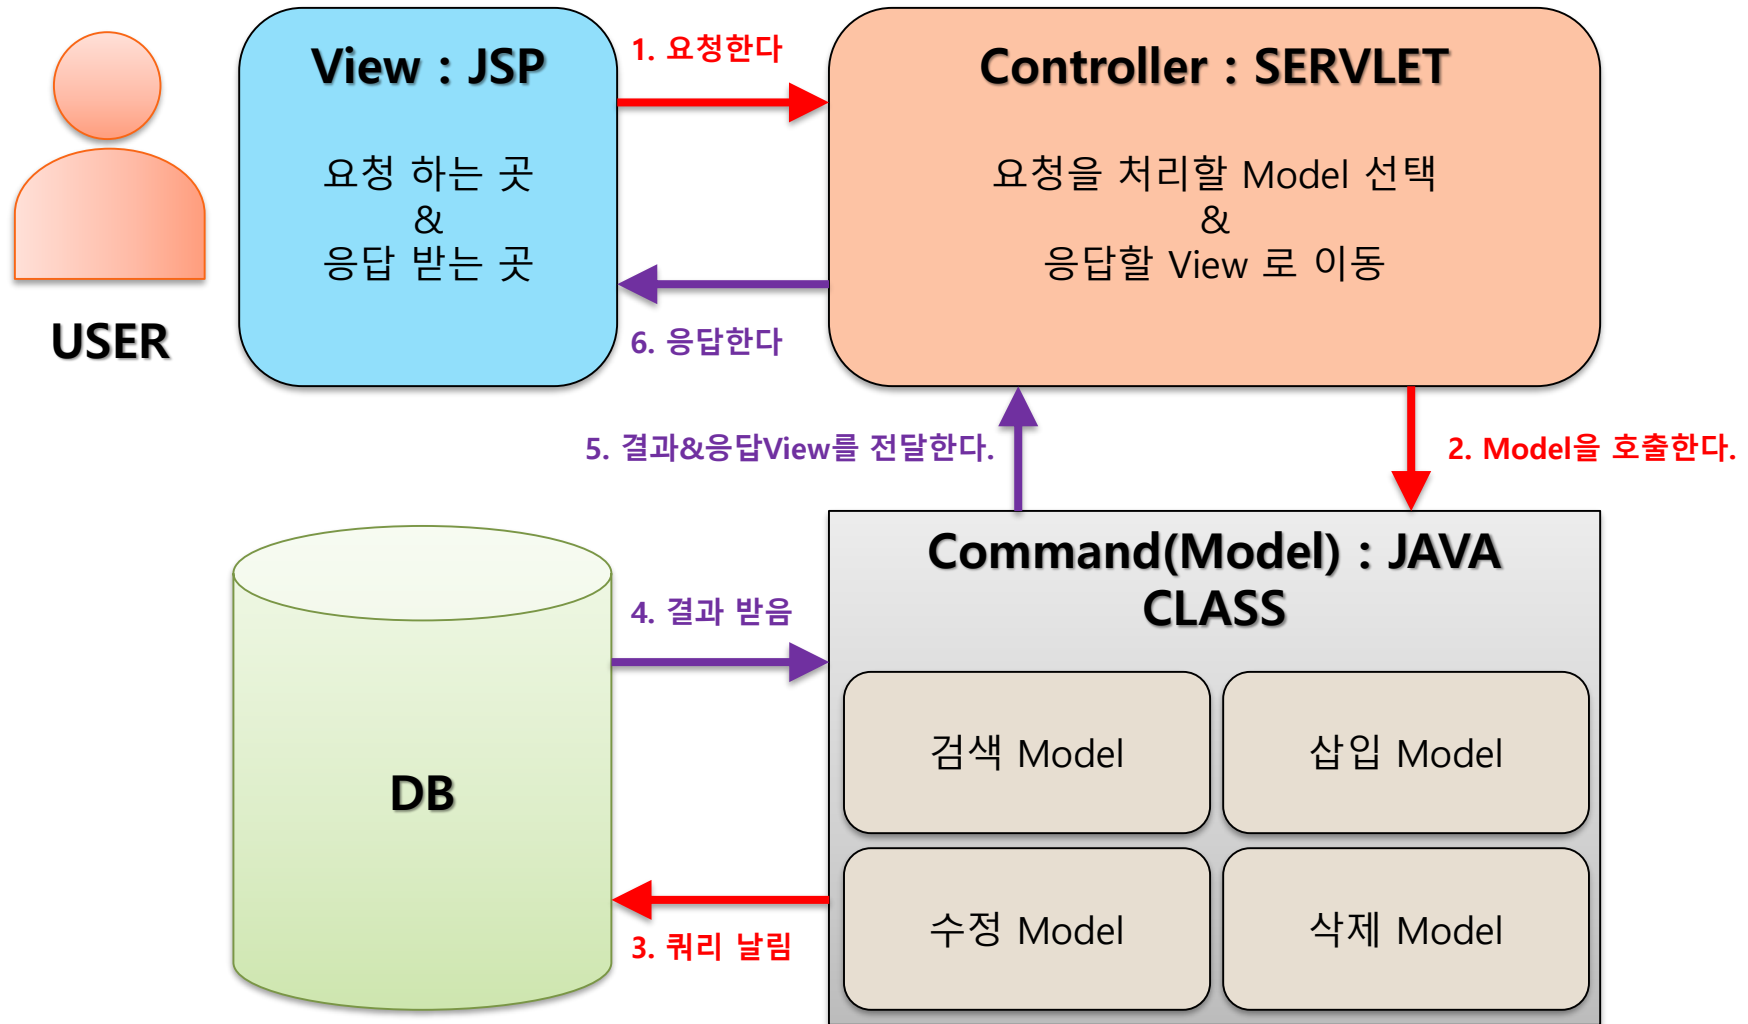 View : JSP
요청 하는 곳
&
응답 받는 곳
1. 요청한다
6. 응답한다
Controller : SERVLET
요청을 처리할 Model 선택
&
응답할 View 로 이동
USER
5. 결과&응답View를 전달한다.
2. Model을 호출한다.
DB
4. 결과 받음
3. 쿼리 날림
Command(Model) : JAVA
CLASS
검색 Model
삽입 Model
수정 Model
삭제 Model